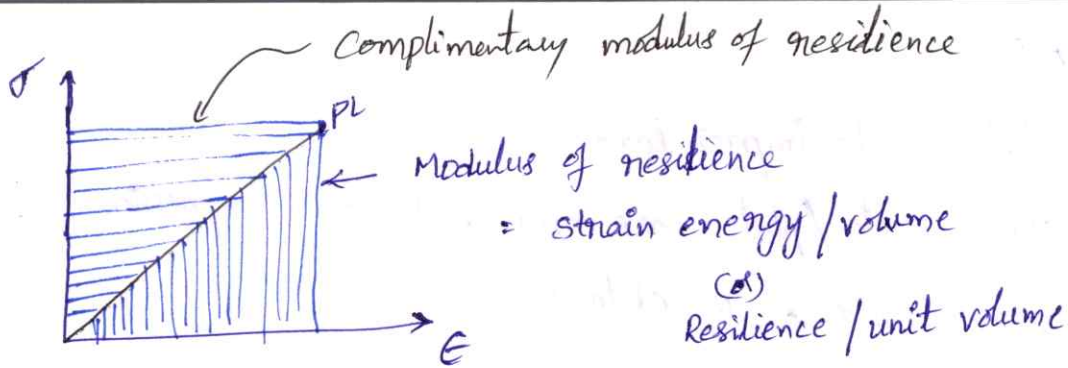 Complimentary modulus of resilience
σ
PL
Modulus of resilience
= strain energy / volume
(or)
Resilience / unit volume
ϵ